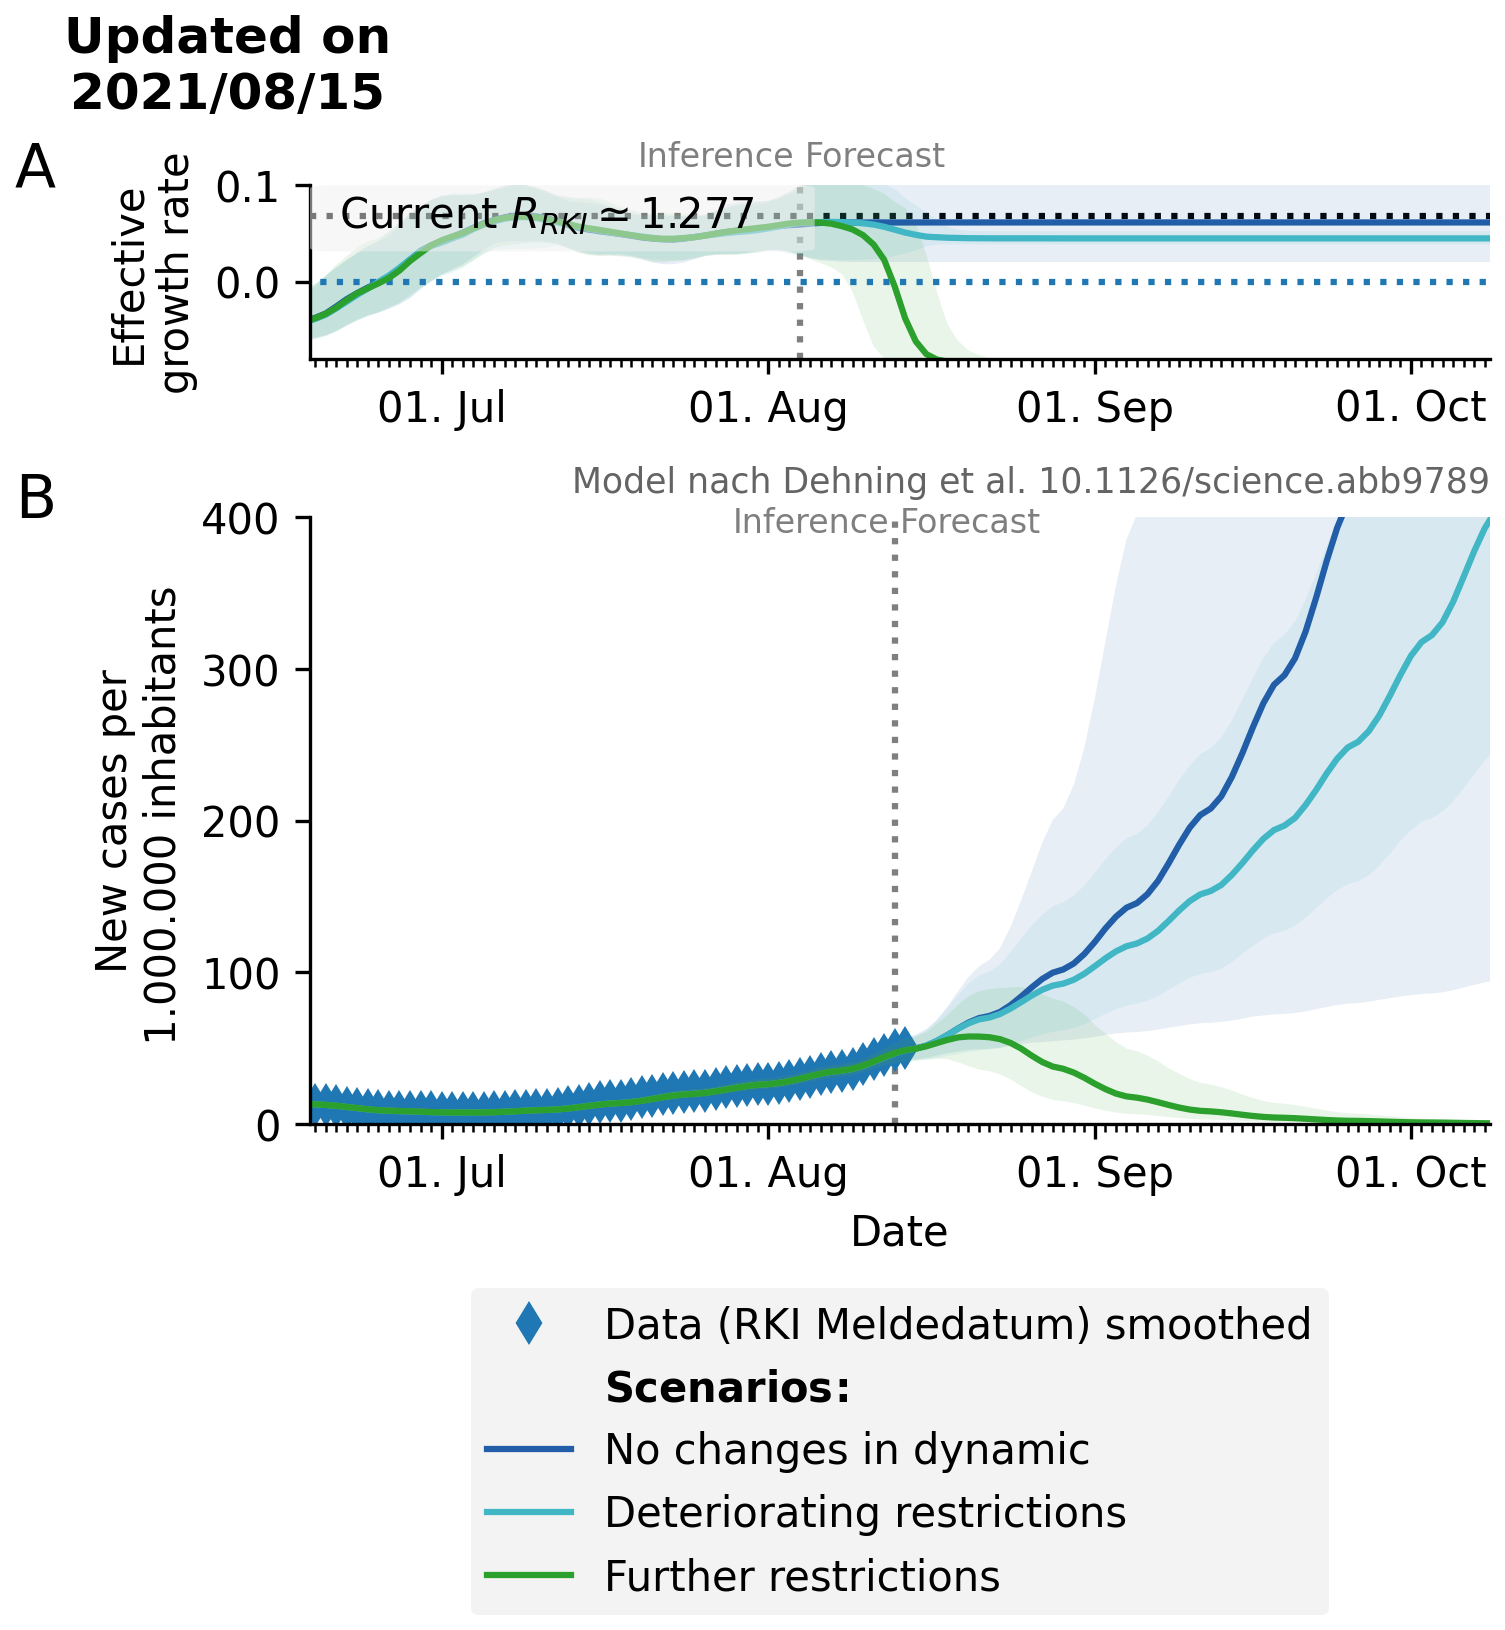 Updated on
2021/08/15
A
Inference Forecast
Effective
growth rate
0.1
0.0
Current R_RKI ≃ 1.277
01. Jul 01. Aug 01. Sep 01. Oct
B
Model nach Dehning et al. 10.1126/science.abb9789
Inference Forecast
New cases per
1.000.000 inhabitants
400
300
200
100
0
01. Jul 01. Aug 01. Sep 01. Oct
Date
Data (RKI Meldedatum) smoothed
Scenarios:
No changes in dynamic
Deteriorating restrictions
Further restrictions